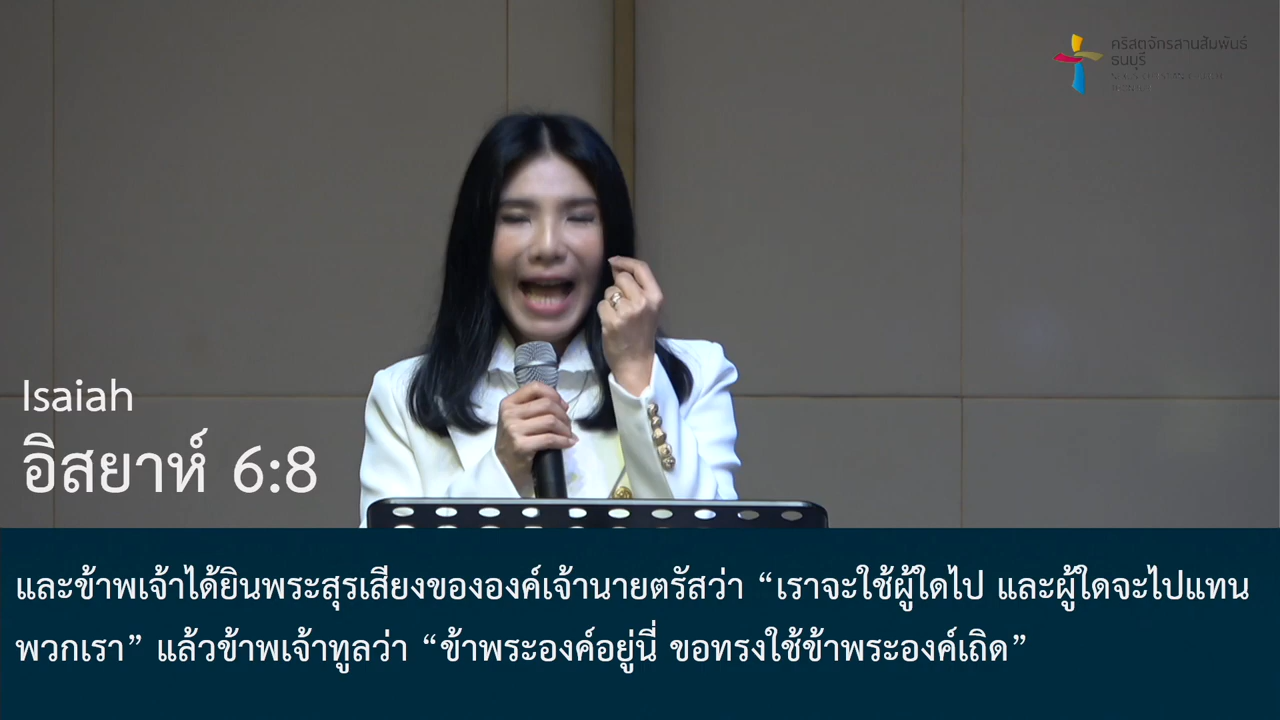 คริสตจักรสานสัมพันธ์
ธนบุรี
Isaiah
อิสยาห์ 6:8
และข้าพเจ้าได้ยินพระสุรเสียงขององค์เจ้านายตรัสว่า “เราจะใช้ผู้ใดไป และผู้ใดจะไปแทน
พวกเรา” แล้วข้าพเจ้าทูลว่า “ข้าพระองค์อยู่นี่ ขอทรงใช้ข้าพระองค์เถิด”